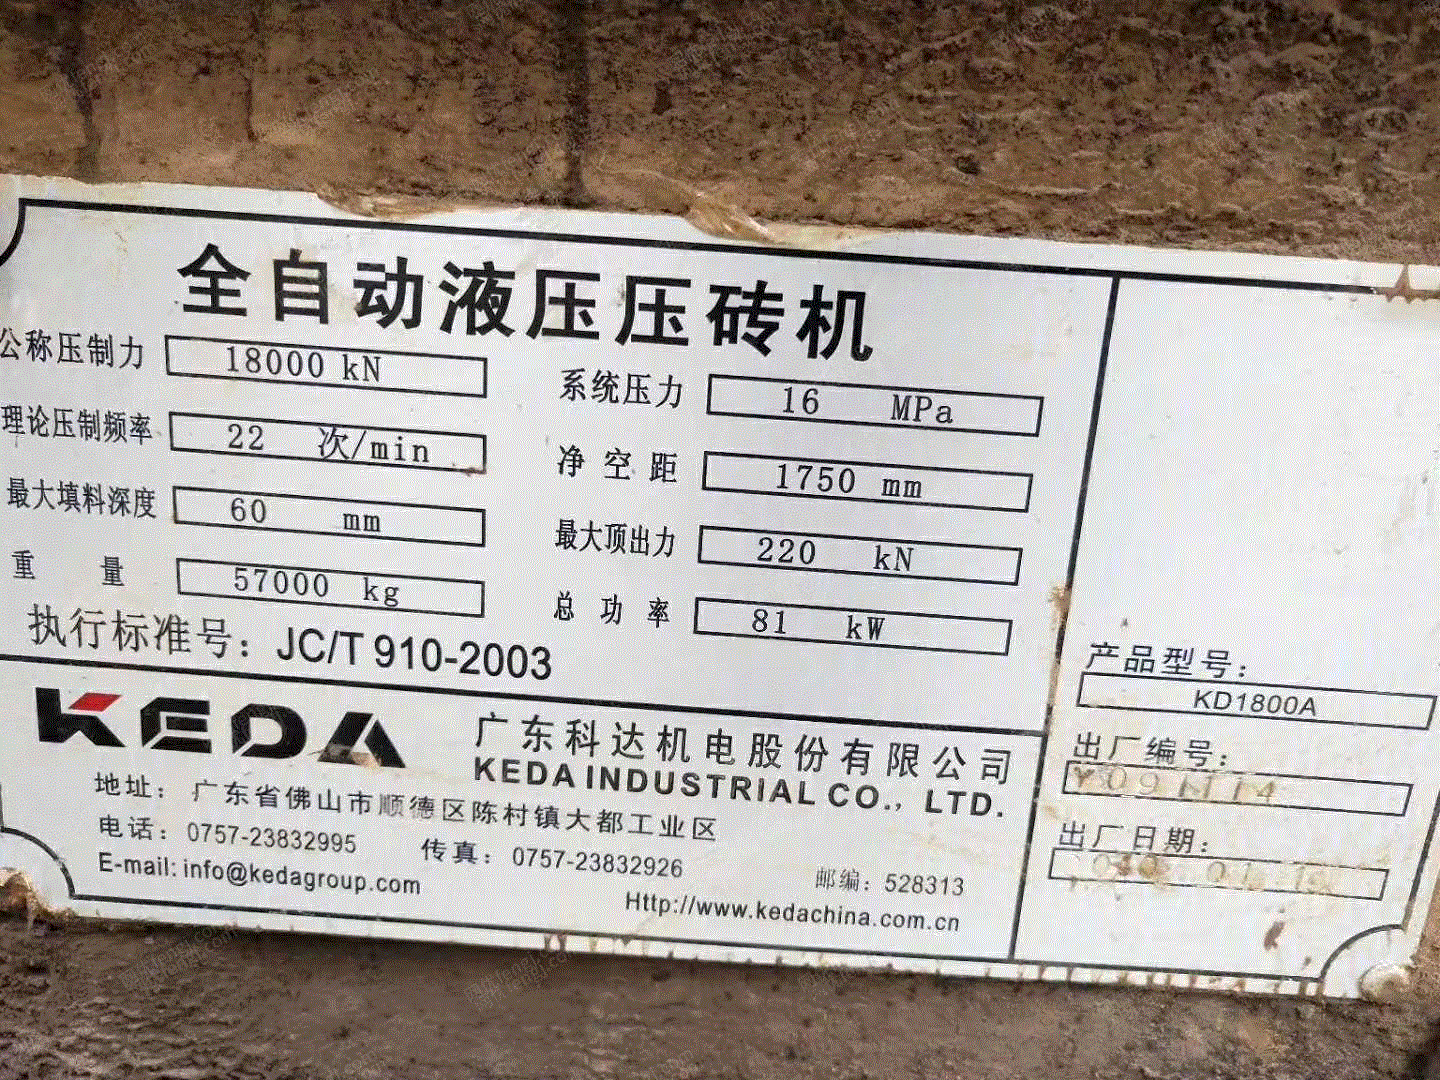 全自动液压压砖机
公称压制力 18000 kN 系统压力 16 MPa
理论压制频率 22 次/min 净空距 1750 mm
最大填料深度 60 mm 最大顶出力 220 kN
重量 57000 kg 总功率 81 kW
执行标准号：JC/T 910-2003
KEDA
广东科达机电股份有限公司
KEDA INDUSTRIAL CO., LTD.
地址：广东省佛山市顺德区陈村镇大都工业区
电话：0757-23832995 传真：0757-23832926 邮编：528313
E-mail: info@kedagroup.com Http://www.kedachina.com.cn
产品型号：
KD1800A
出厂编号：
出厂日期：